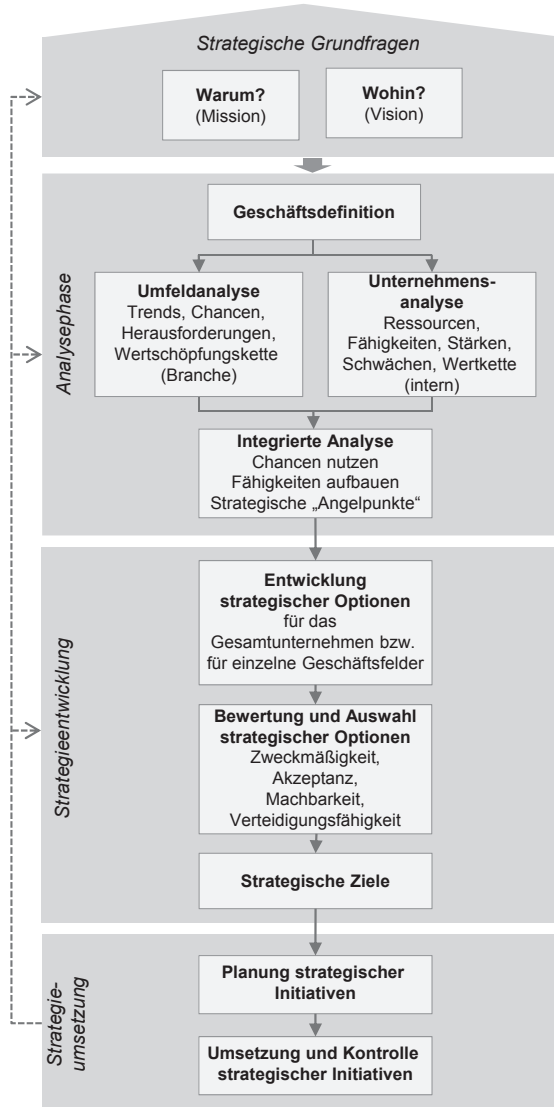 Strategische Grundfragen
Warum?
(Mission)
Wohin?
(Vision)
Analysephase
Geschäftsdefinition
Umfeldanalyse
Trends, Chancen,
Herausforderungen,
Wertschöpfungskette
(Branche)
Unternehmens-
analyse
Ressourcen,
Fähigkeiten, Stärken,
Schwächen, Wertkette
(intern)
Integrierte Analyse
Chancen nutzen
Fähigkeiten aufbauen
Strategische „Angelpunkte“
Strategieentwicklung
Entwicklung
strategischer Optionen
für das
Gesamtunternehmen bzw.
für einzelne Geschäftsfelder
Bewertung und Auswahl
strategischer Optionen
Zweckmäßigkeit,
Akzeptanz,
Machbarkeit,
Verteidigungsfähigkeit
Strategische Ziele
Strategie-
umsetzung
Planung strategischer
Initiativen
Umsetzung und Kontrolle
strategischer Initiativen